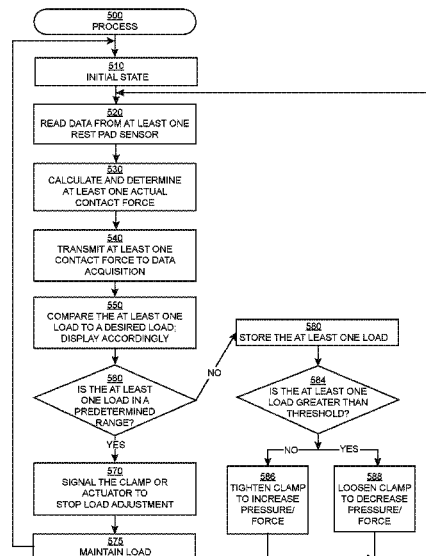 500
PROCESS
510
INITIAL STATE
520
READ DATA FROM AT LEAST ONE
REST PAD SENSOR
530
CALCULATE AND DETERMINE
AT LEAST ONE ACTUAL
CONTACT FORCE
540
TRANSMIT AT LEAST ONE
CONTACT FORCE TO DATA
ACQUISITION
550
COMPARE THE AT LEAST ONE
LOAD TO A DESIRED LOAD;
DISPLAY ACCORDINGLY
560
IS THE AT LEAST
ONE LOAD IN A
PREDETERMINED
RANGE?
NO
YES
570
SIGNAL THE CLAMP OR
ACTUATOR TO
STOP LOAD ADJUSTMENT
575
MAINTAIN LOAD
580
STORE THE AT LEAST ONE LOAD
584
IS THE AT LEAST ONE
LOAD GREATER THAN
THRESHOLD?
NO
YES
586
TIGHTEN CLAMP
TO INCREASE
PRESSURE/
FORCE
588
LOOSEN CLAMP
TO DECREASE
PRESSURE/
FORCE